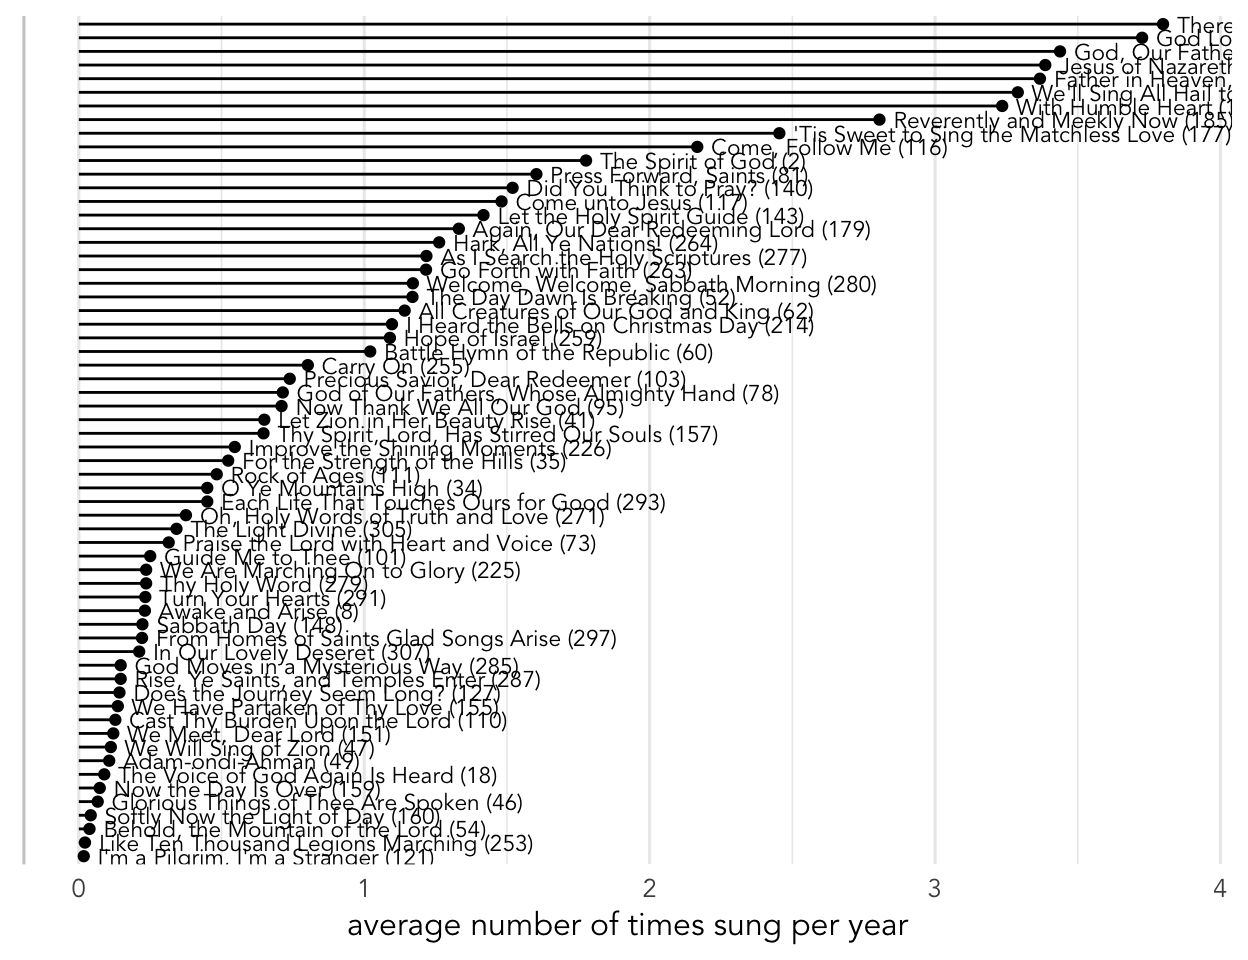 There
God Lo
God, Our Fathe
Jesus of Nazareth
Father in Heaven,
We'll Sing All Hail to
With Humble Heart (1
Reverently and Meekly Now (185)
'Tis Sweet to Sing the Matchless Love (177)
Come, Follow Me (116)
The Spirit of God (2)
Press Forward, Saints (81)
Did You Think to Pray? (140)
Come unto Jesus (117)
Let the Holy Spirit Guide (143)
Again, Our Dear Redeeming Lord (179)
Hark, All Ye Nations! (264)
As I Search the Holy Scriptures (277)
Go Forth with Faith (263)
Welcome, Welcome, Sabbath Morning (280)
The Day Dawn Is Breaking (52)
All Creatures of Our God and King (62)
I Heard the Bells on Christmas Day (214)
Hope of Israel (259)
Battle Hymn of the Republic (60)
Carry On (255)
Precious Savior, Dear Redeemer (103)
God of Our Fathers, Whose Almighty Hand (78)
Now Thank We All Our God (95)
Let Zion in Her Beauty Rise (41)
Thy Spirit, Lord, Has Stirred Our Souls (157)
Improve the Shining Moments (226)
For the Strength of the Hills (35)
Rock of Ages (111)
O Ye Mountains High (34)
Each Life That Touches Ours for Good (293)
Oh, Holy Words of Truth and Love (271)
The Light Divine (305)
Praise the Lord with Heart and Voice (73)
Guide Me to Thee (101)
We Are Marching On to Glory (225)
Thy Holy Word (279)
Turn Your Hearts (291)
Awake and Arise (8)
Sabbath Day (148)
From Homes of Saints Glad Songs Arise (297)
In Our Lovely Deseret (307)
God Moves in a Mysterious Way (285)
Rise, Ye Saints, and Temples Enter (287)
Does the Journey Seem Long? (127)
We Have Partaken of Thy Love (155)
Cast Thy Burden Upon the Lord (110)
We Meet, Dear Lord (151)
We Will Sing of Zion (47)
Adam-ondi-Ahman (49)
The Voice of God Again Is Heard (18)
Now the Day Is Over (159)
Glorious Things of Thee Are Spoken (46)
Softly Now the Light of Day (160)
Behold, the Mountain of the Lord (54)
Like Ten Thousand Legions Marching (253)
I'm a Pilgrim, I'm a Stranger (121)
0 1 2 3 4
average number of times sung per year